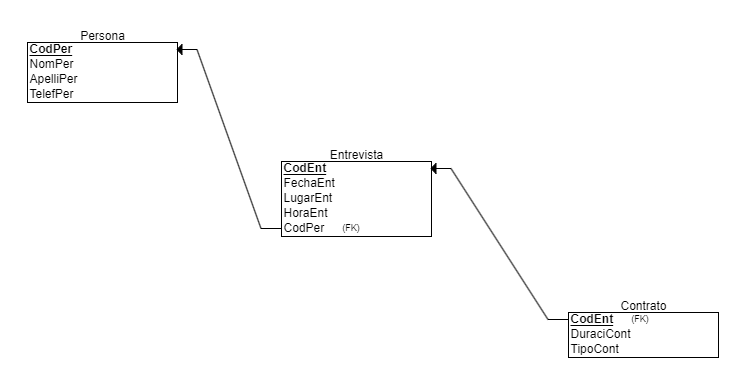 Persona
CodPer
NomPer
ApelliPer
TelefPer
Entrevista
CodEnt
FechaEnt
LugarEnt
HoraEnt
CodPer (FK)
Contrato
CodEnt (FK)
DuraciCont
TipoCont